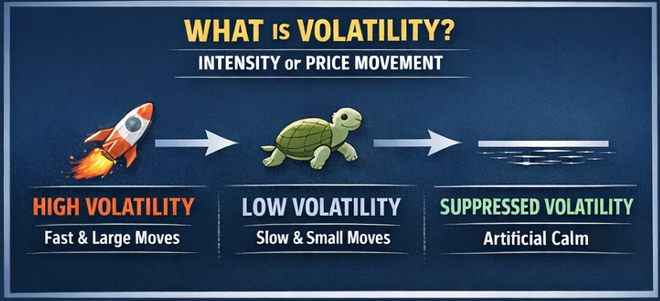 WHAT IS VOLATILITY?
INTENSITY or PRICE MOVEMENT
HIGH VOLATILITY
Fast & Large Moves
LOW VOLATILITY
Slow & Small Moves
SUPPRESSED VOLATILITY
Artificial Calm